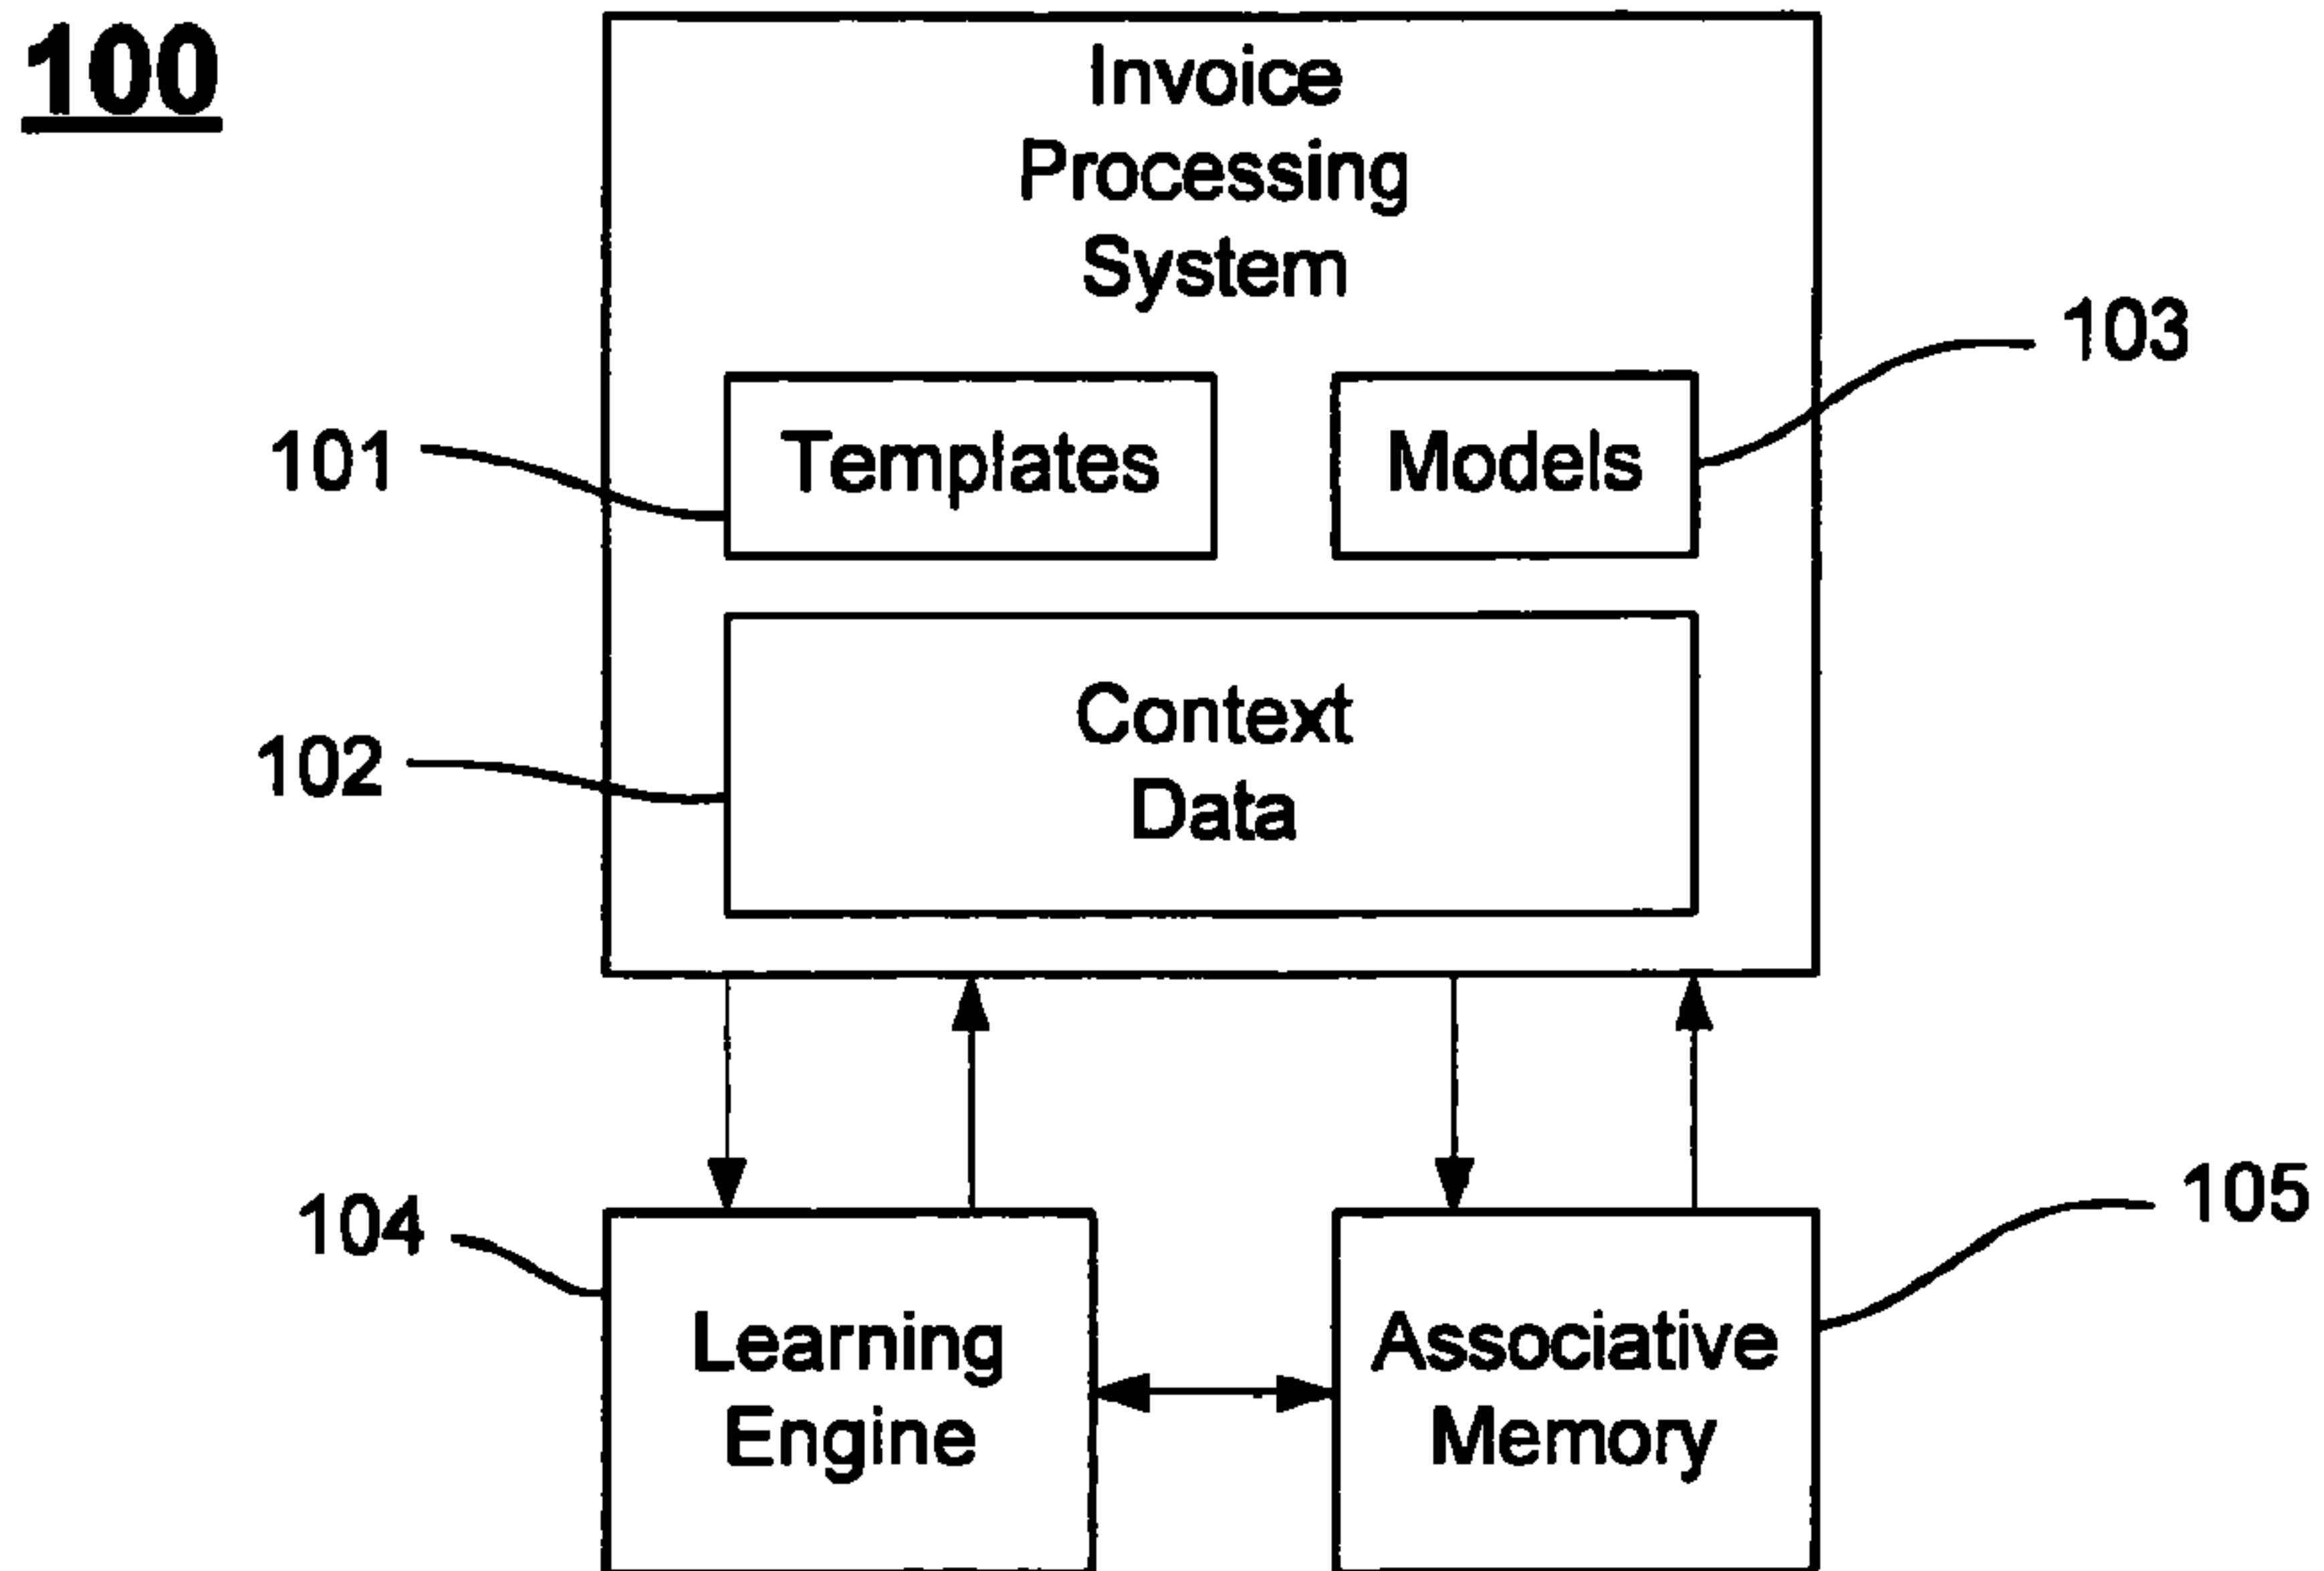 100
Invoice
Processing
System
103
101
Templates
Models
102
Context
Data
104
105
Learning
Engine
Associative
Memory